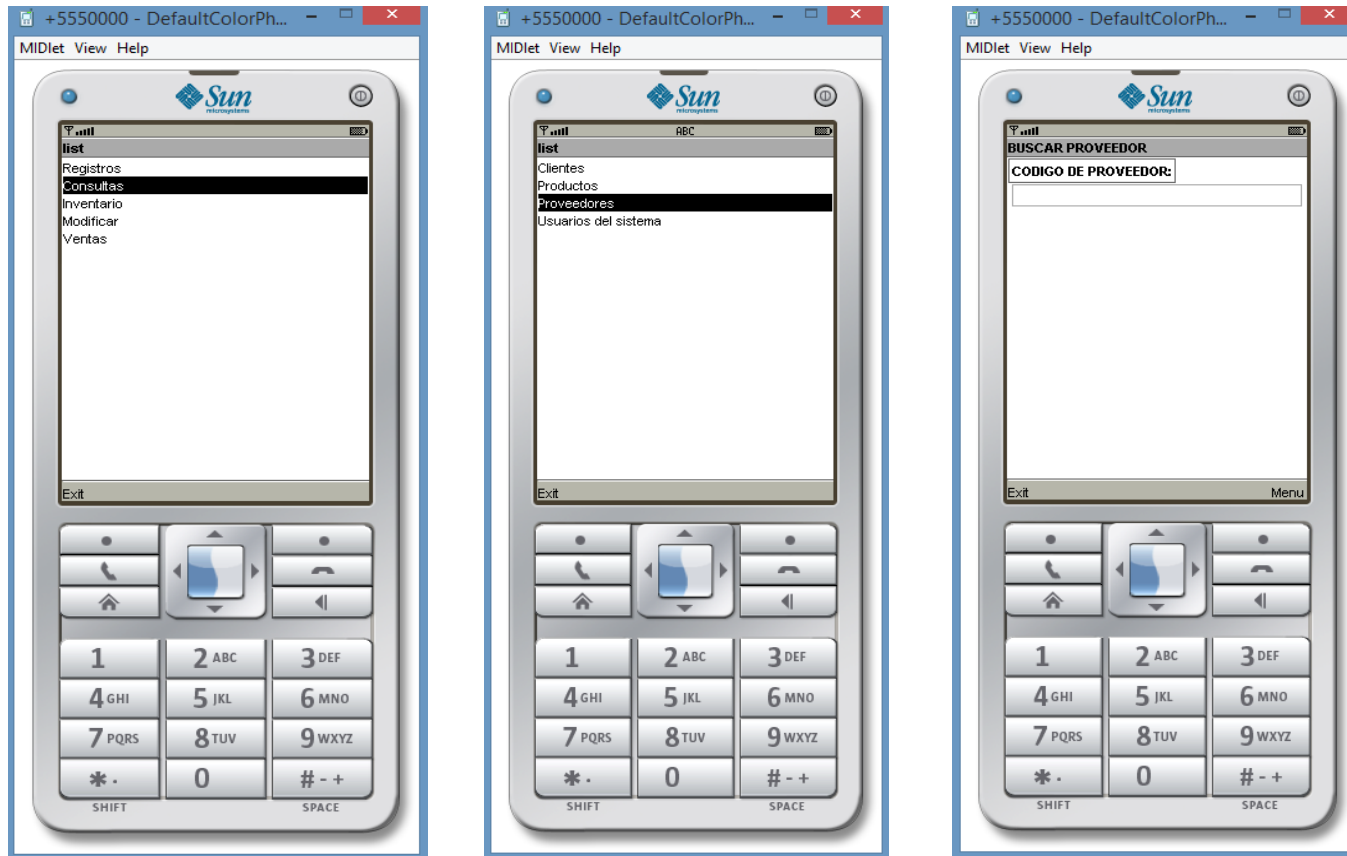 +5550000 - DefaultColorPh...
MIDlet View Help
Sun
microsystems
list
Registros
Consultas
Inventario
Modificar
Ventas
Exit
1
2 ABC
3 DEF
4 GHI
5 JKL
6 MNO
7 PQRS
8 TUV
9 WXYZ
* .
0
# - +
SHIFT
SPACE
+5550000 - DefaultColorPh...
MIDlet View Help
Sun
microsystems
ABC
list
Clientes
Productos
Proveedores
Usuarios del sistema
Exit
1
2 ABC
3 DEF
4 GHI
5 JKL
6 MNO
7 PQRS
8 TUV
9 WXYZ
* .
0
# - +
SHIFT
SPACE
+5550000 - DefaultColorPh...
MIDlet View Help
Sun
microsystems
BUSCAR PROVEEDOR
CODIGO DE PROVEEDOR:
Exit Menu
1
2 ABC
3 DEF
4 GHI
5 JKL
6 MNO
7 PQRS
8 TUV
9 WXYZ
* .
0
# - +
SHIFT
SPACE